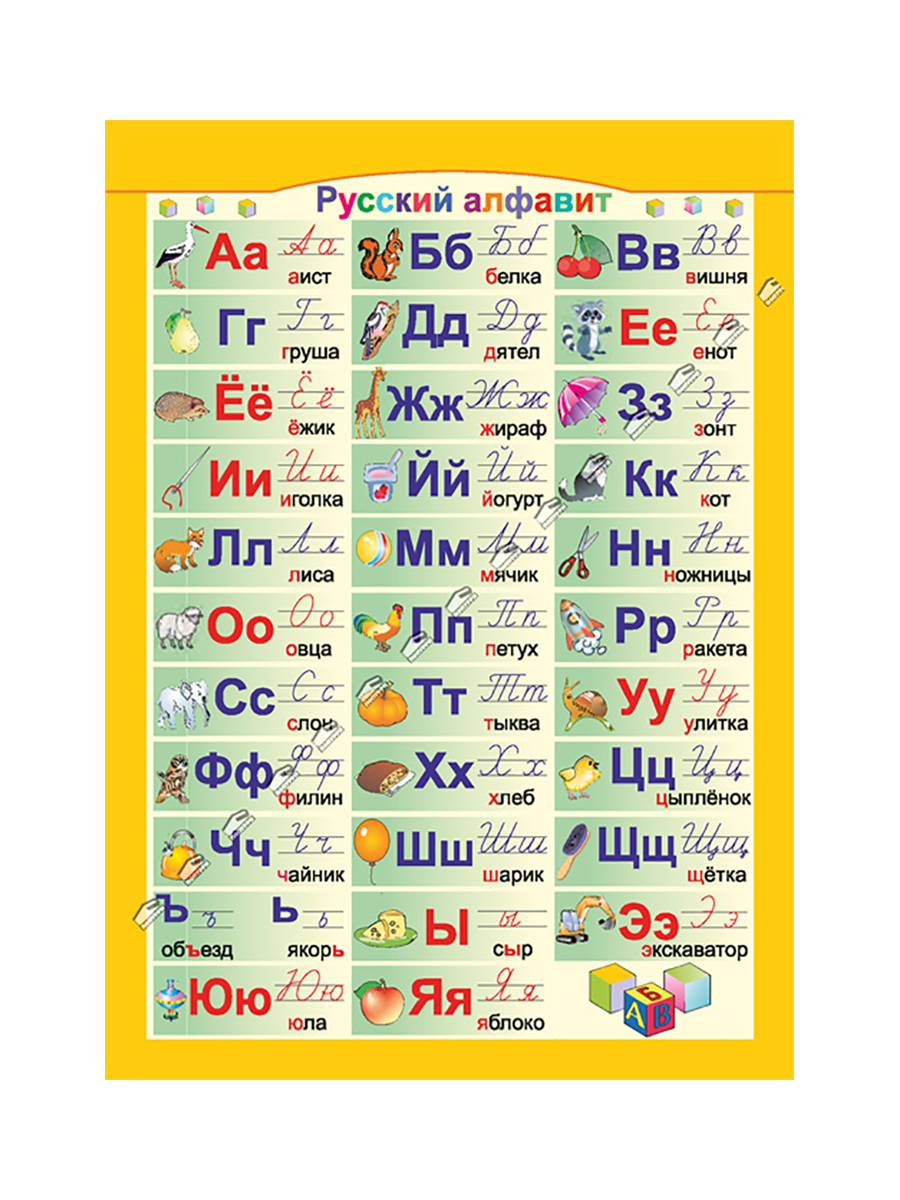 Русский алфавит
Аа Аа Бб Бб Вв Вв
аист белка вишня
Гг Гг Дд Дд Ее Ее
груша дятел енот
Ёё Ёё Жж Жж Зз Зз
ёжик жираф зонт
Ии Ии Йй Йй Кк Кк
иголка йогурт кот
Лл Лл Мм Мм Нн Нн
лиса мячик ножницы
Оо Оо Пп Пп Рр Рр
овца петух ракета
Сс Сс Тт Тт Уу Уу
слон тыква улитка
Фф Фф Хх Хх Цц Цц
филин хлеб цыплёнок
Чч Чч Шш Шш Щщ Щщ
чайник шарик щётка
Ъ ъ Ь ь Ы ы Ээ Ээ
объезд якорь сыр экскаватор
Юю Юю Яя Яя Б
А В
юла яблоко